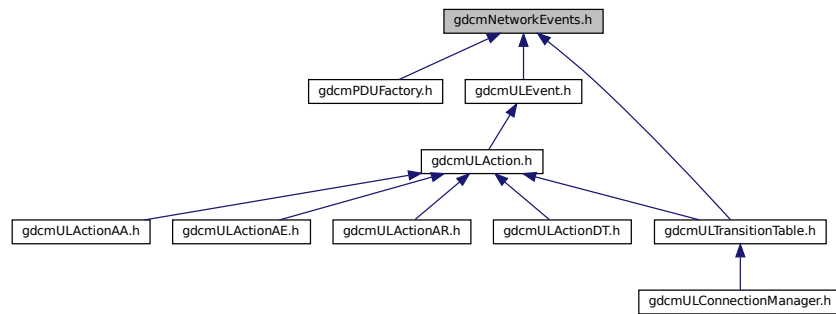 gdcmNetworkEvents.h
gdcmPDUFactory.h
gdcmULEvent.h
gdcmULAction.h
gdcmULActionAA.h
gdcmULActionAE.h
gdcmULActionAR.h
gdcmULActionDT.h
gdcmULTransitionTable.h
gdcmULConnectionManager.h